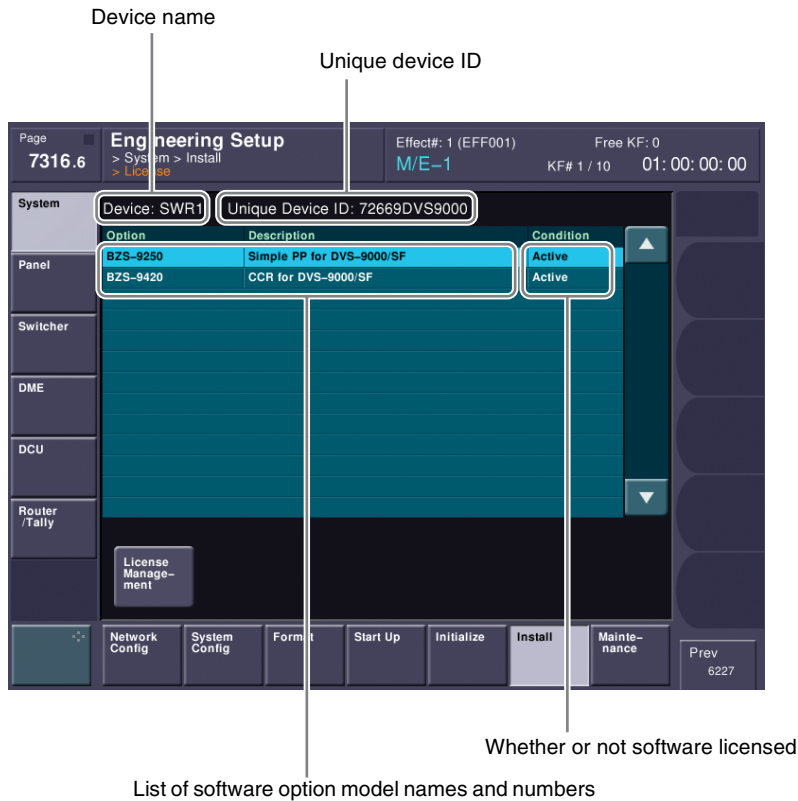 Device name
Unique device ID
Page
7316.6
Engineering Setup
> System > Install
> License
Effect#: 1 (EFF001)
Free KF: 0
M/E–1
KF# 1 / 10
01: 00: 00: 00
System
Panel
Switcher
DME
DCU
Router
/Tally
Device: SWR1
Unique Device ID: 72669DVS9000
Option Description Condition
BZS–9250 Simple PP for DVS–9000/SF Active
BZS–9420 CCR for DVS–9000/SF Active
License
Manage–
ment
Network
Config
System
Config
Format
Start Up
Initialize
Install
Mainte–
nance
Prev
6227
Whether or not software licensed
List of software option model names and numbers